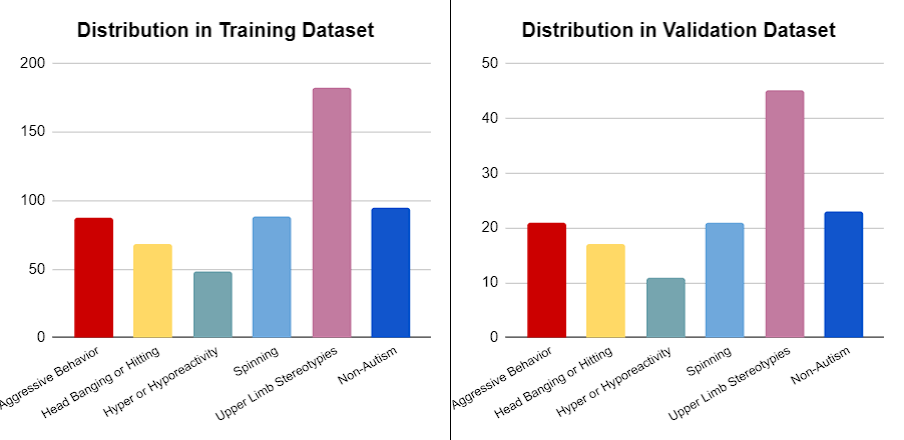 Distribution in Training Dataset
200
150
100
50
0
Aggressive Behavior
Head Banging or Hitting
Hyper or Hyporeactivity
Spinning
Upper Limb Stereotypies
Non-Autism
Distribution in Validation Dataset
50
40
30
20
10
0
Aggressive Behavior
Head Banging or Hitting
Hyper or Hyporeactivity
Spinning
Upper Limb Stereotypies
Non-Autism